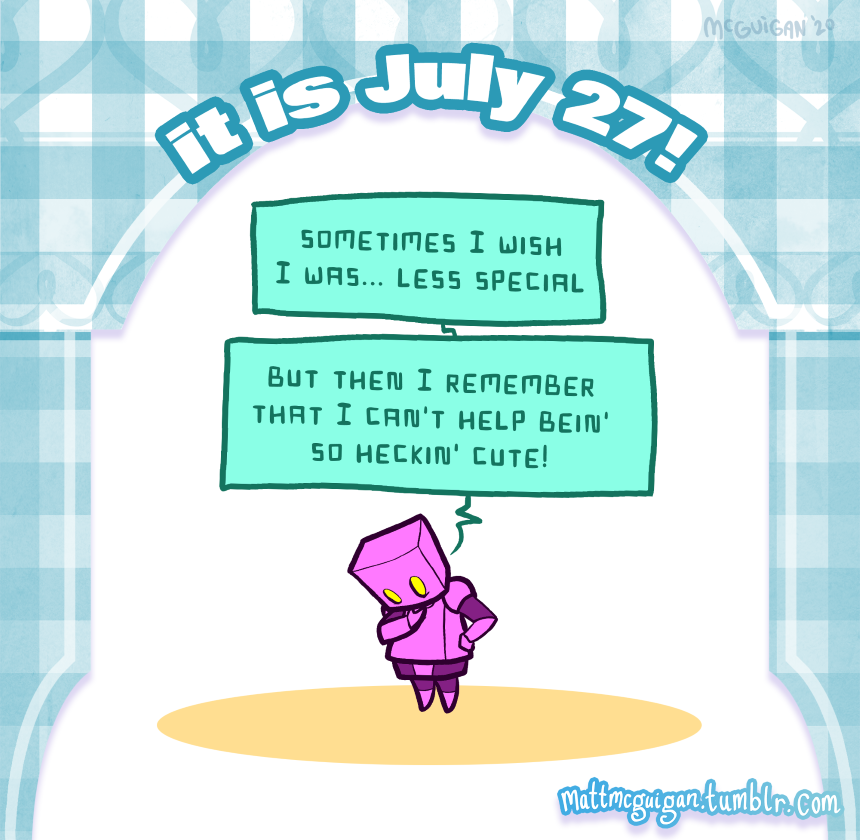 McGUIGAN '20
it is July 27!
SOMETIMES I WISH
I WAS... LESS SPECIAL
BUT THEN I REMEMBER
THAT I CAN'T HELP BEIN'
SO HECKIN' CUTE!
mattmcguigan.tumblr.com